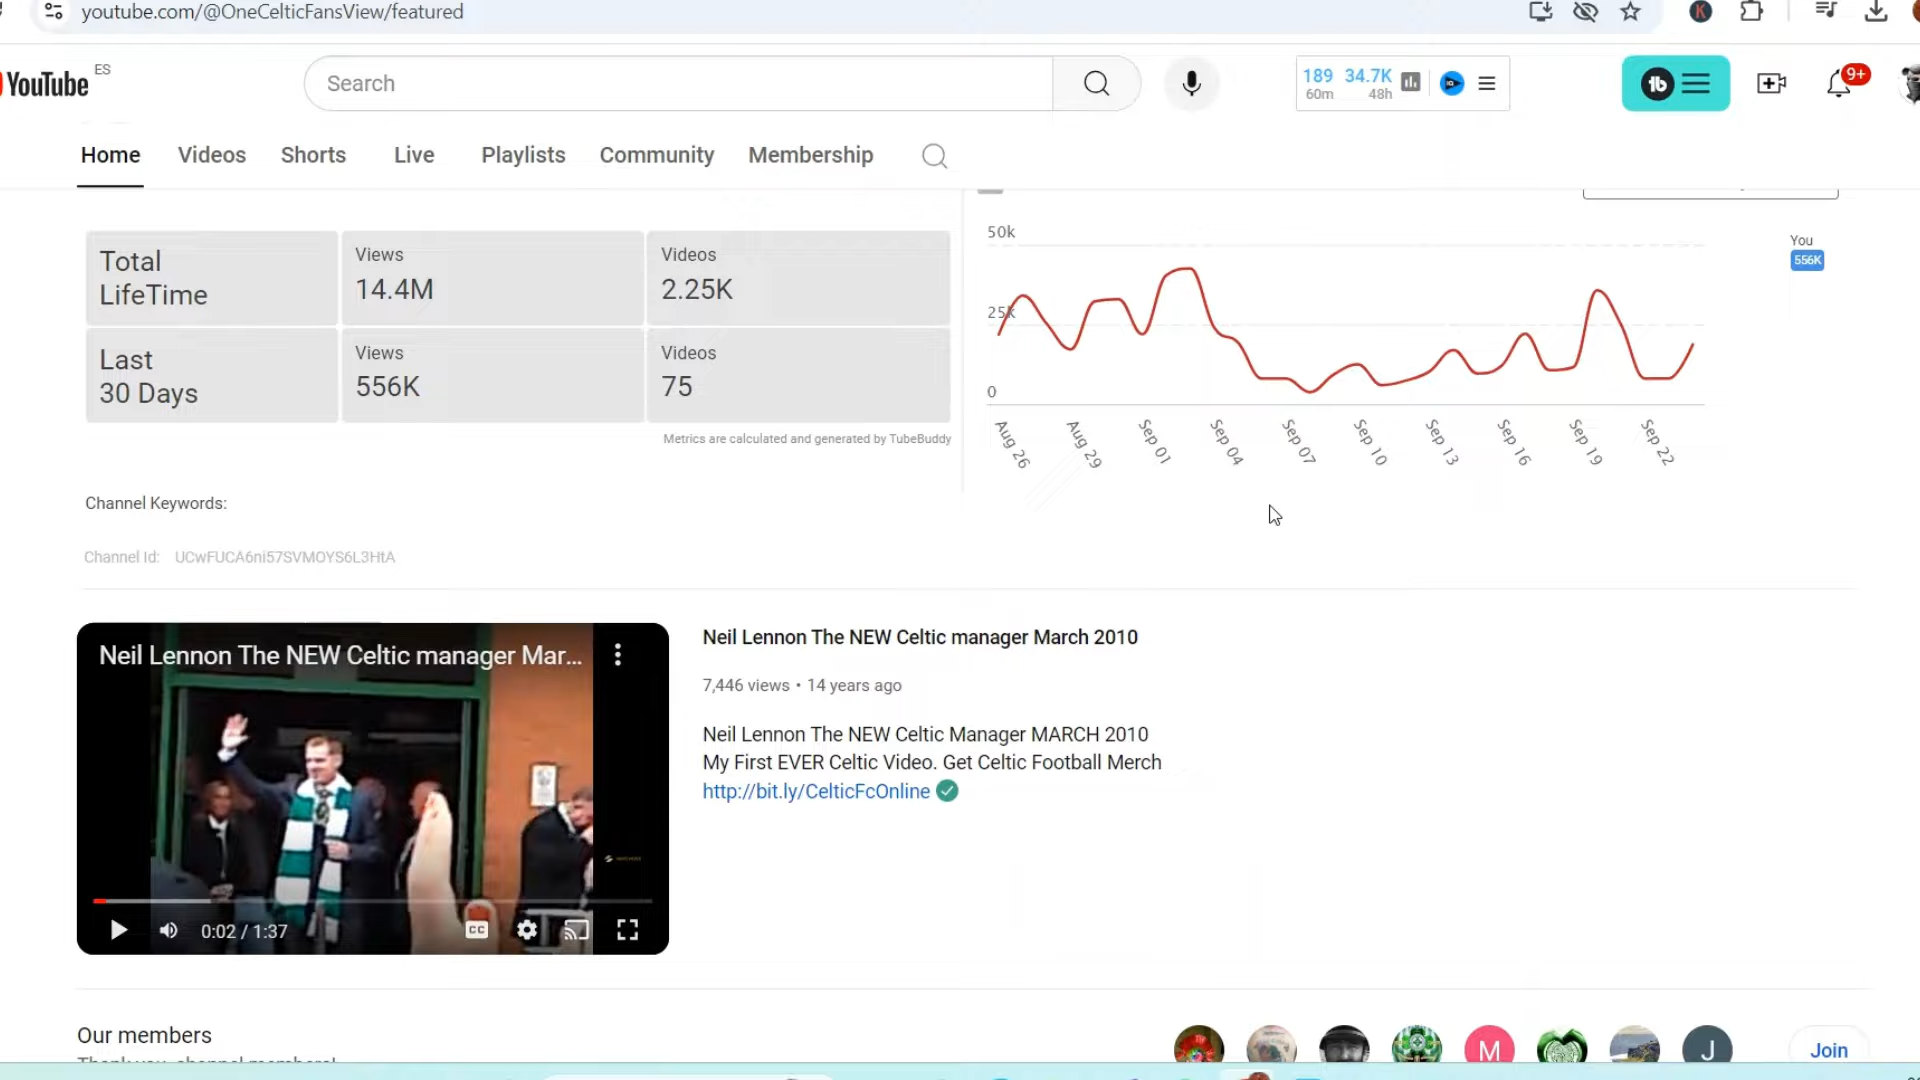 youtube.com/@OneCelticFansView/featured
YouTube ES
Search
189 34.7K
60m 48h
9+
Home Videos Shorts Live Playlists Community Membership
Total LifeTime
Views
14.4M
Videos
2.25K
Last 30 Days
Views
556K
Videos
75
Metrics are calculated and generated by TubeBuddy
50k
25k
0
Aug 26 Aug 29 Sep 01 Sep 04 Sep 07 Sep 10 Sep 13 Sep 16 Sep 19 Sep 22
You
556K
Channel Keywords:
Channel Id: UCwFUCA6ni57SVMOYS6L3HtA
Neil Lennon The NEW Celtic manager Mar...
CC
0:02 / 1:37
Neil Lennon The NEW Celtic manager March 2010
7,446 views • 14 years ago
Neil Lennon The NEW Celtic Manager MARCH 2010
My First EVER Celtic Video. Get Celtic Football Merch
http://bit.ly/CelticFcOnline
Our members
Thank you, channel members!
M
J
Join